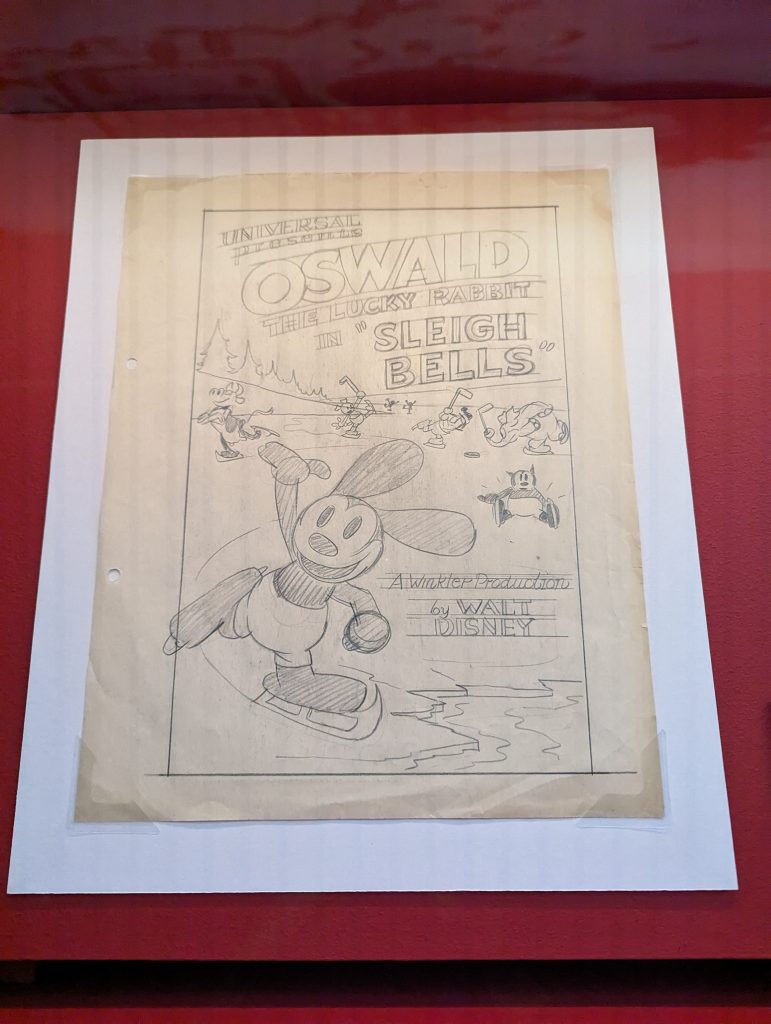 UNIVERSAL
presents
OSWALD
THE LUCKY RABBIT
IN "SLEIGH
BELLS"
A Winkler Production
by WALT
DISNEY